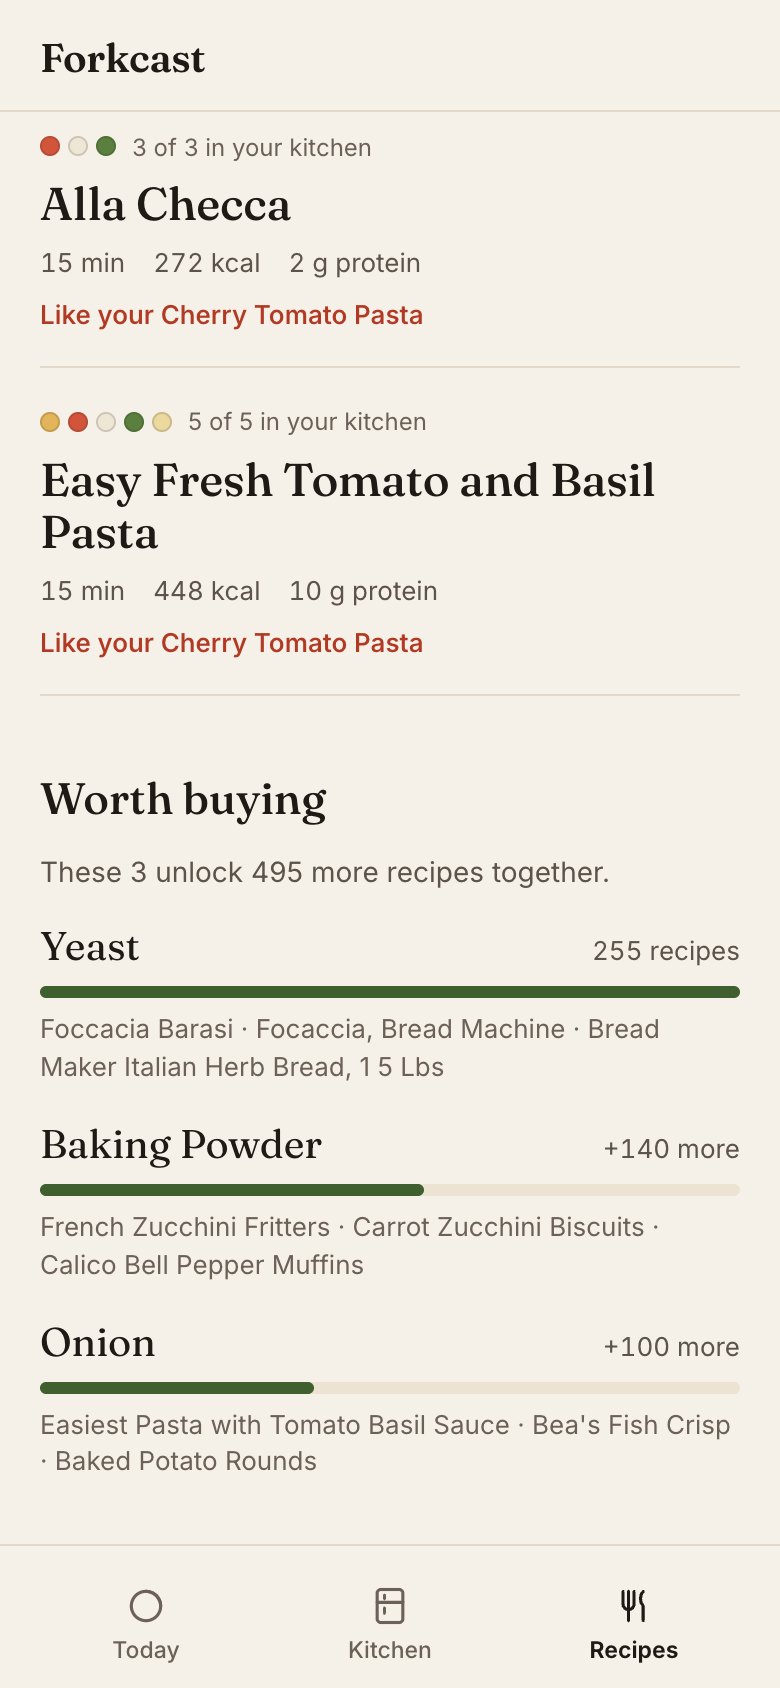 Forkcast
3 of 3 in your kitchen
Alla Checca
15 min 272 kcal 2 g protein
Like your Cherry Tomato Pasta
5 of 5 in your kitchen
Easy Fresh Tomato and Basil
Pasta
15 min 448 kcal 10 g protein
Like your Cherry Tomato Pasta
Worth buying
These 3 unlock 495 more recipes together.
Yeast 255 recipes
Foccacia Barasi · Focaccia, Bread Machine · Bread
Maker Italian Herb Bread, 1 5 Lbs
Baking Powder +140 more
French Zucchini Fritters · Carrot Zucchini Biscuits ·
Calico Bell Pepper Muffins
Onion +100 more
Easiest Pasta with Tomato Basil Sauce · Bea's Fish Crisp
· Baked Potato Rounds
Today Kitchen Recipes